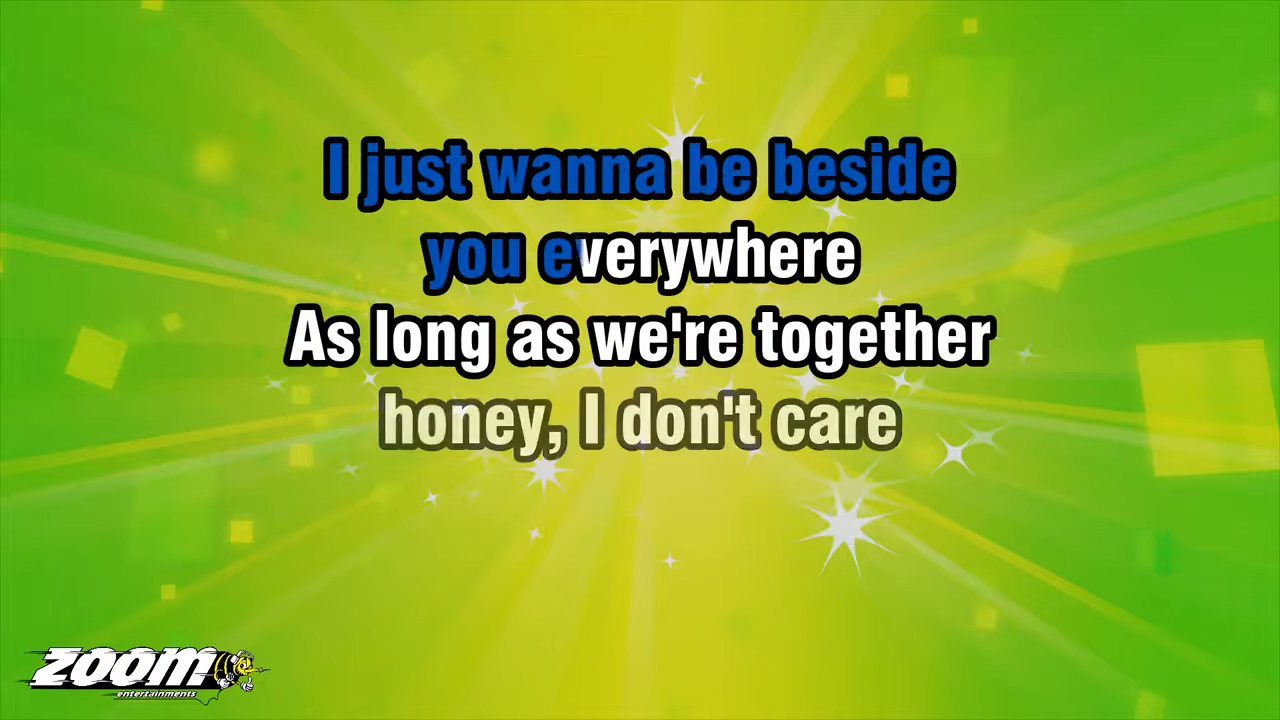 I just wanna be beside
you everywhere
As long as we're together
honey, I don't care
ZOOM
entertainments